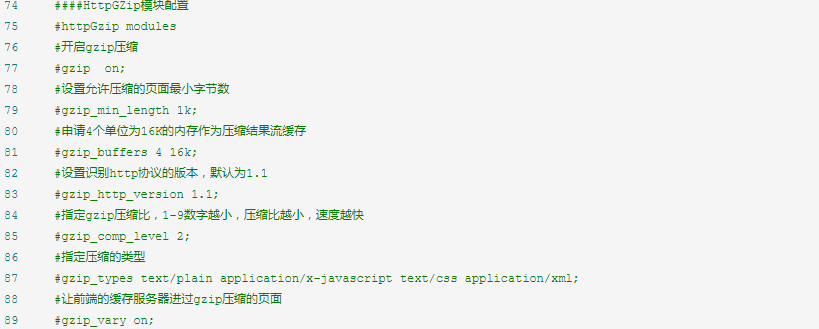 74 ####HttpGZip模块配置
75 #httpGzip modules
76 #开启gzip压缩
77 #gzip  on;
78 #设置允许压缩的页面最小字节数
79 #gzip_min_length 1k;
80 #申请4个单位为16K的内存作为压缩结果流缓存
81 #gzip_buffers 4 16k;
82 #设置识别http协议的版本,默认为1.1
83 #gzip_http_version 1.1;
84 #指定gzip压缩比,1-9数字越小,压缩比越小,速度越快
85 #gzip_comp_level 2;
86 #指定压缩的类型
87 #gzip_types text/plain application/x-javascript text/css application/xml;
88 #让前端的缓存服务器进过gzip压缩的页面
89 #gzip_vary on;